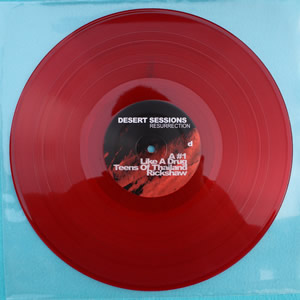 DESERT SESSIONS
RESURRECTION
d
A #1
Like A Drug
Teens Of Thailand
Rickshaw